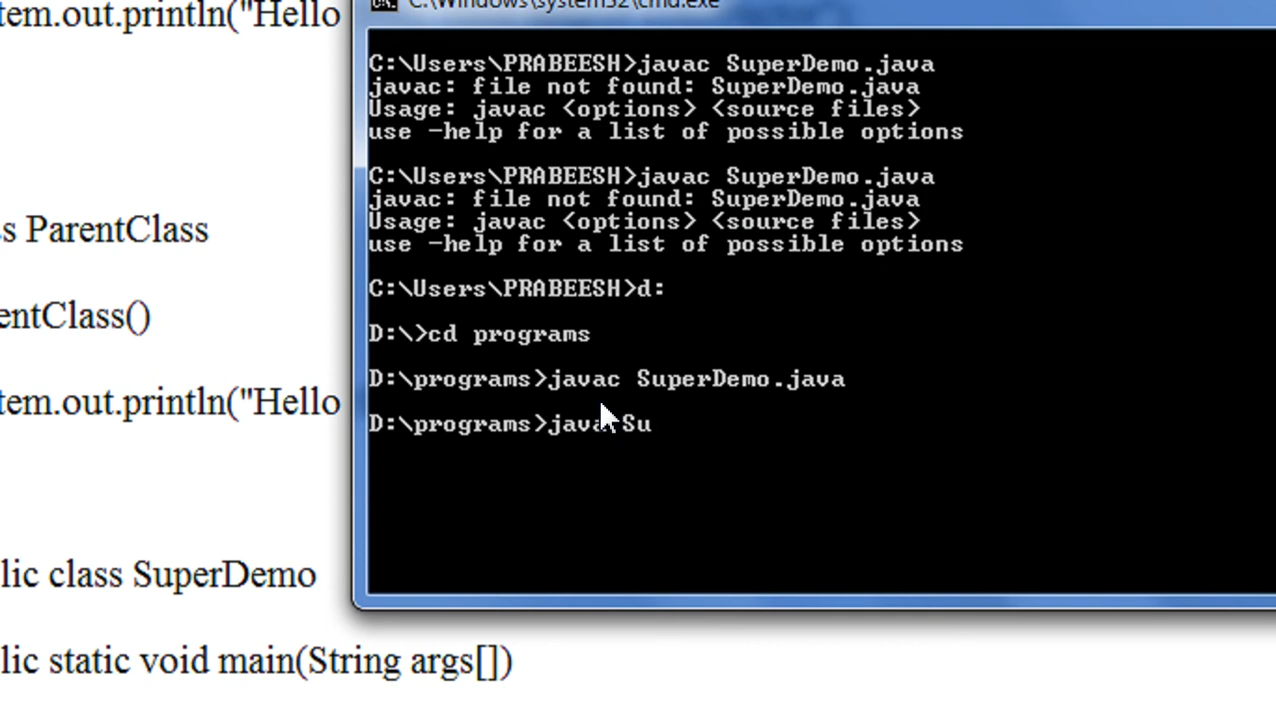 tem.out.println("Hello
C:\Windows\system32\cmd.exe
C:\Users\PRABEESH>javac SuperDemo.java
javac: file not found: SuperDemo.java
Usage: javac <options> <source files>
use -help for a list of possible options
C:\Users\PRABEESH>javac SuperDemo.java
javac: file not found: SuperDemo.java
Usage: javac <options> <source files>
use -help for a list of possible options
C:\Users\PRABEESH>d:
D:\>cd programs
D:\programs>javac SuperDemo.java
D:\programs>java Su
s ParentClass
entClass()
tem.out.println("Hello
lic class SuperDemo
lic static void main(String args[])